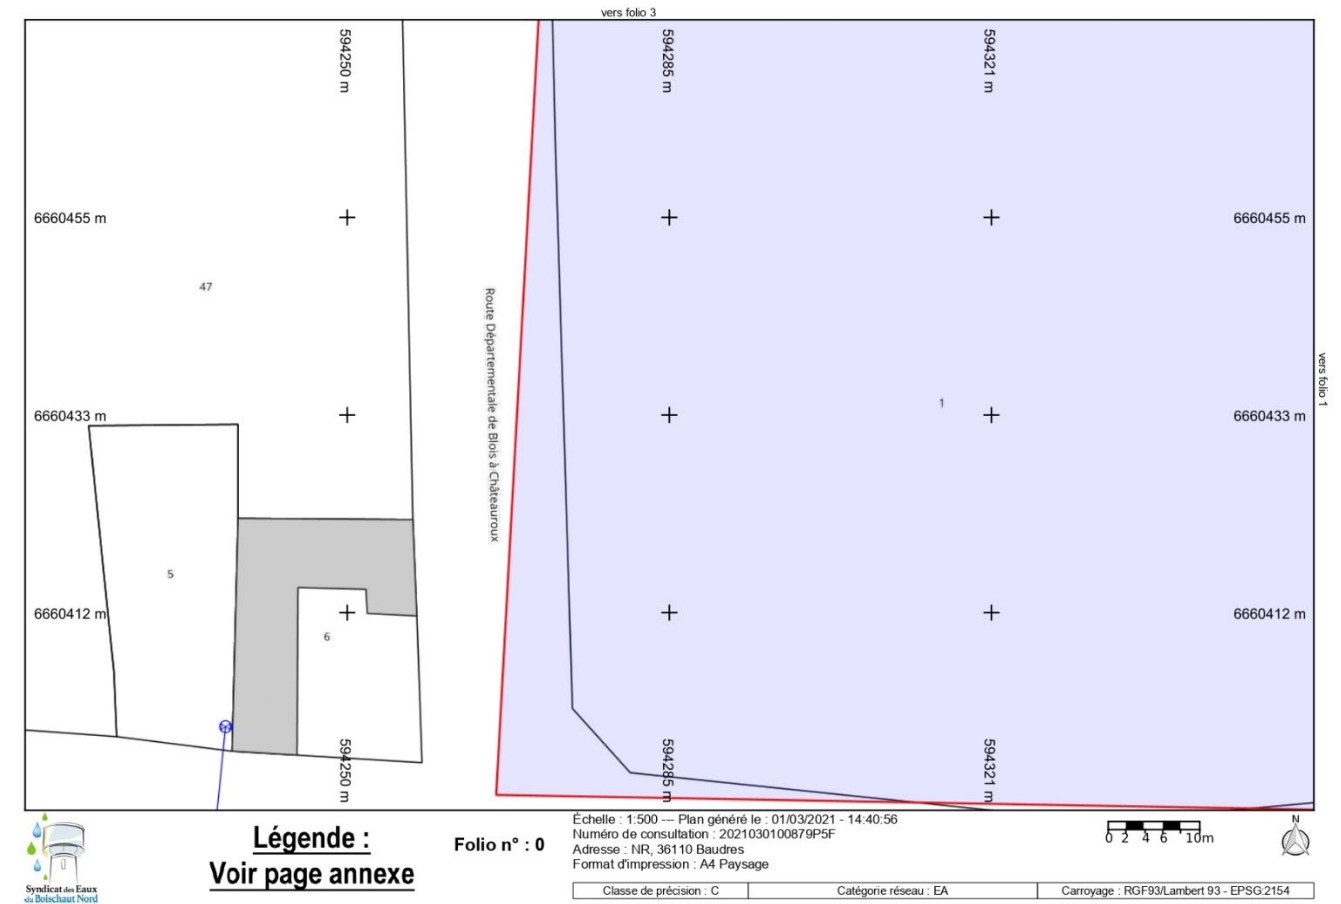 vers folio 3
594250 m
594285 m
594321 m
6660455 m
6660455 m
47
Route Départementale de Blois à Châteauroux
vers folio 1
1
6660433 m
6660433 m
5
6660412 m
6660412 m
6
594250 m
594285 m
594321 m
Syndicat des Eaux
du Boischaut Nord
Légende :
Voir page annexe
Folio n° : 0
Échelle : 1:500 --- Plan généré le : 01/03/2021 - 14:40:56
Numéro de consultation : 2021030100879P5F
Adresse : NR, 36110 Baudres
Format d'impression : A4 Paysage
0 2 4 6 10m
N
Classe de précision : C
Catégorie réseau : EA
Carroyage : RGF93/Lambert 93 - EPSG:2154